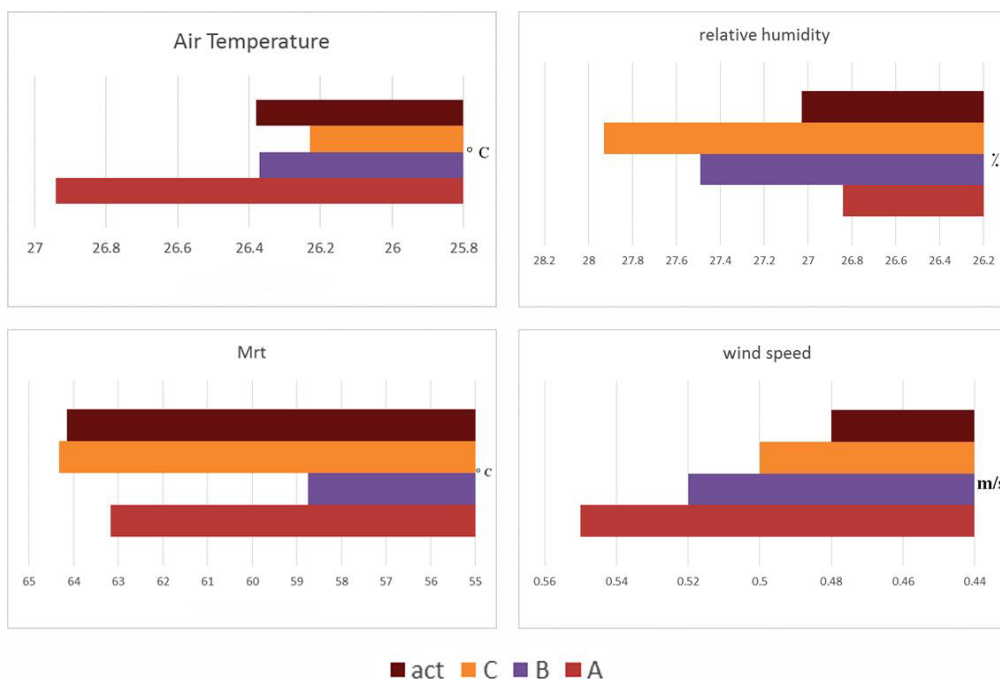 Air Temperature
° C
27 26.8 26.6 26.4 26.2 26 25.8
relative humidity
%
28.2 28 27.8 27.6 27.4 27.2 27 26.8 26.6 26.4 26.2
Mrt
° C
65 64 63 62 61 60 59 58 57 56 55
wind speed
m/s
0.56 0.54 0.52 0.5 0.48 0.46 0.44
act C B A